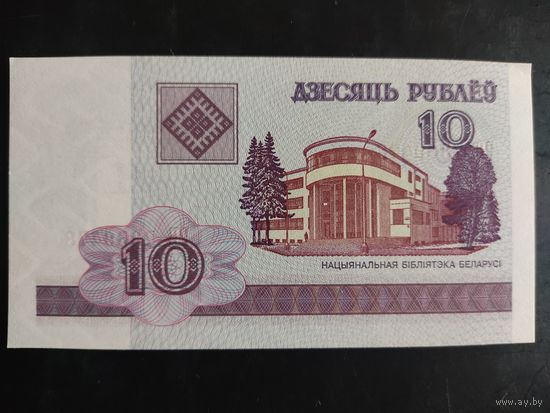 ДЗЕСЯЦЬ РУБЛЁЎ
10
НАЦЫЯНАЛЬНАЯ БІБЛІЯТЭКА БЕЛАРУСІ
10
www.ay.by